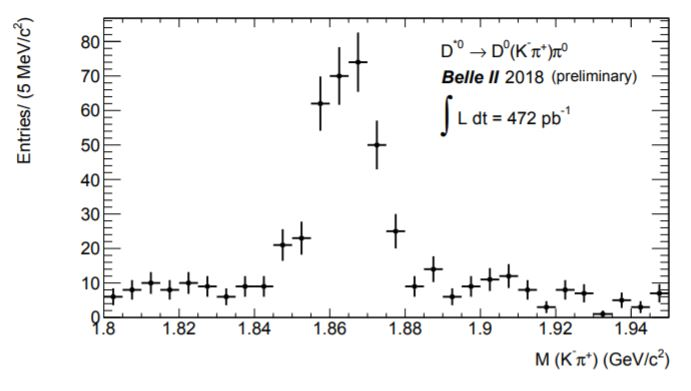 Entries/ (5 MeV/c²)
80
70
60
50
40
30
20
10
0
D*⁰ → D⁰(K⁻π⁺)π⁰
Belle II 2018 (preliminary)
∫ L dt = 472 pb⁻¹
1.8 1.82 1.84 1.86 1.88 1.9 1.92 1.94
M (K⁻π⁺) (GeV/c²)